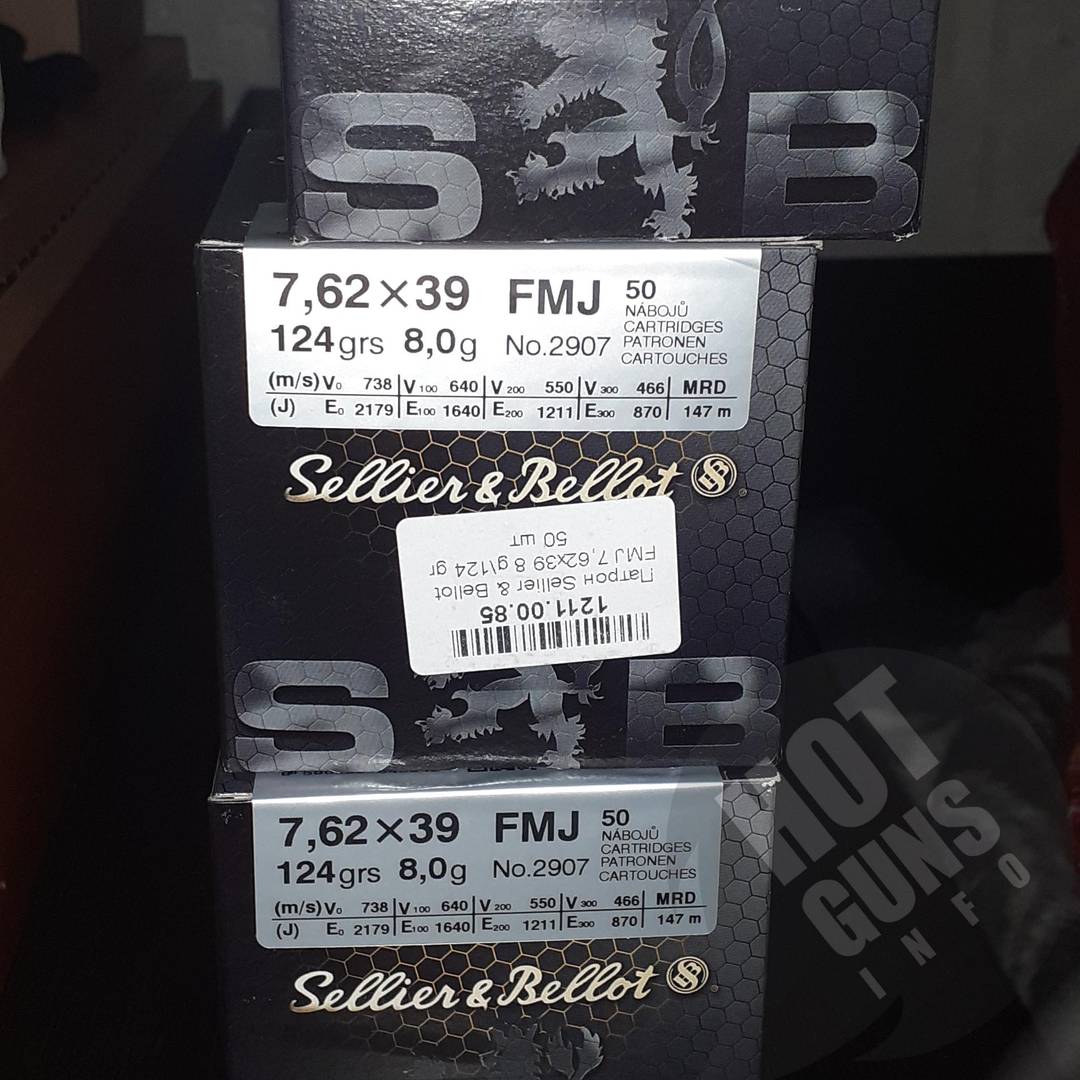 S B
7,62×39 FMJ 50
NÁBOJŮ
CARTRIDGES
PATRONEN
CARTOUCHES
124grs 8,0g No.2907
(m/s) V0 738 V100 640 V200 550 V300 466 MRD
(J) E0 2179 E100 1640 E200 1211 E300 870 147 m
Sellier & Bellot
1211.00.85
Патрон Sellier & Bellot
FMJ 7,62x39 8 g\124 gr
50 шт
S B
7,62×39 FMJ 50
NÁBOJŮ
CARTRIDGES
PATRONEN
CARTOUCHES
124grs 8,0g No.2907
(m/s) V0 738 V100 640 V200 550 V300 466 MRD
(J) E0 2179 E100 1640 E200 1211 E300 870 147 m
Sellier & Bellot
HOT
GUNS
INFO